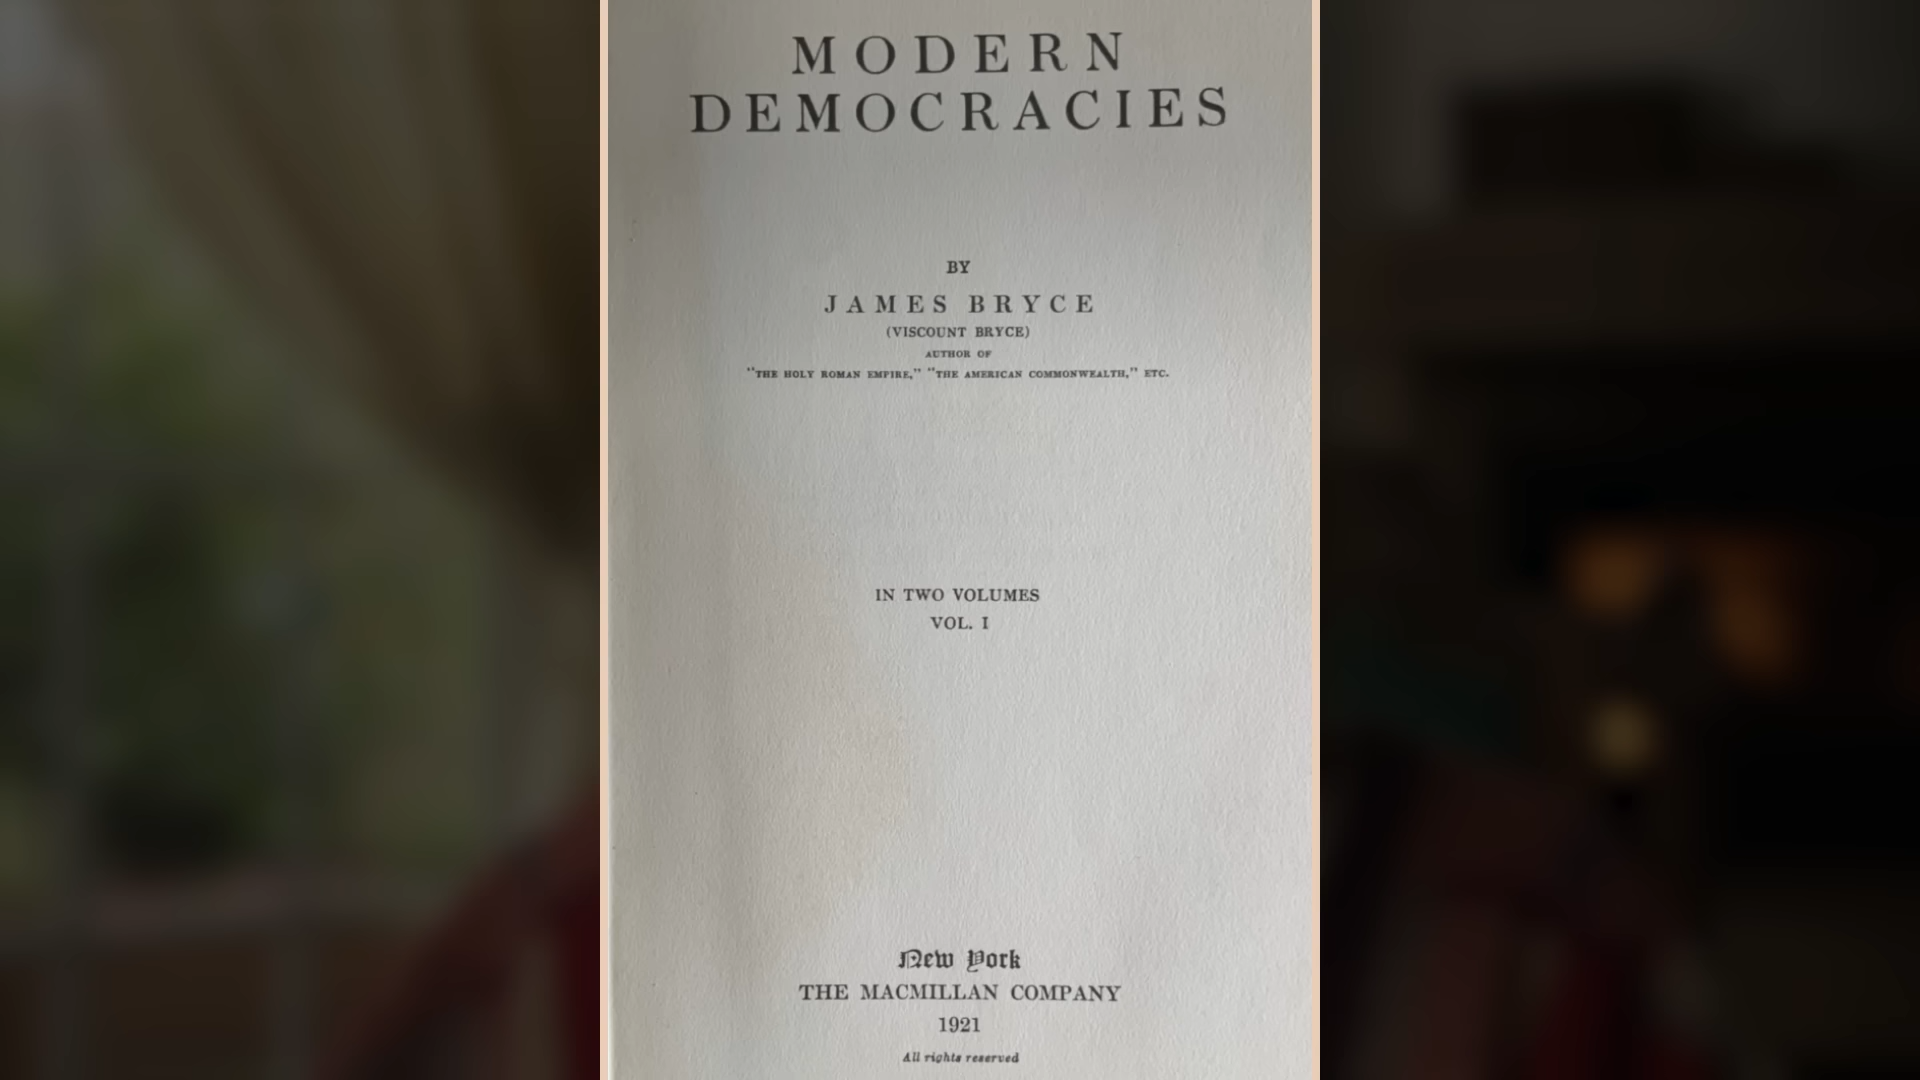 MODERN
DEMOCRACIES
BY
JAMES BRYCE
(VISCOUNT BRYCE)
AUTHOR OF
"THE HOLY ROMAN EMPIRE," "THE AMERICAN COMMONWEALTH," ETC.
IN TWO VOLUMES
VOL. I
New York
THE MACMILLAN COMPANY
1921
All rights reserved